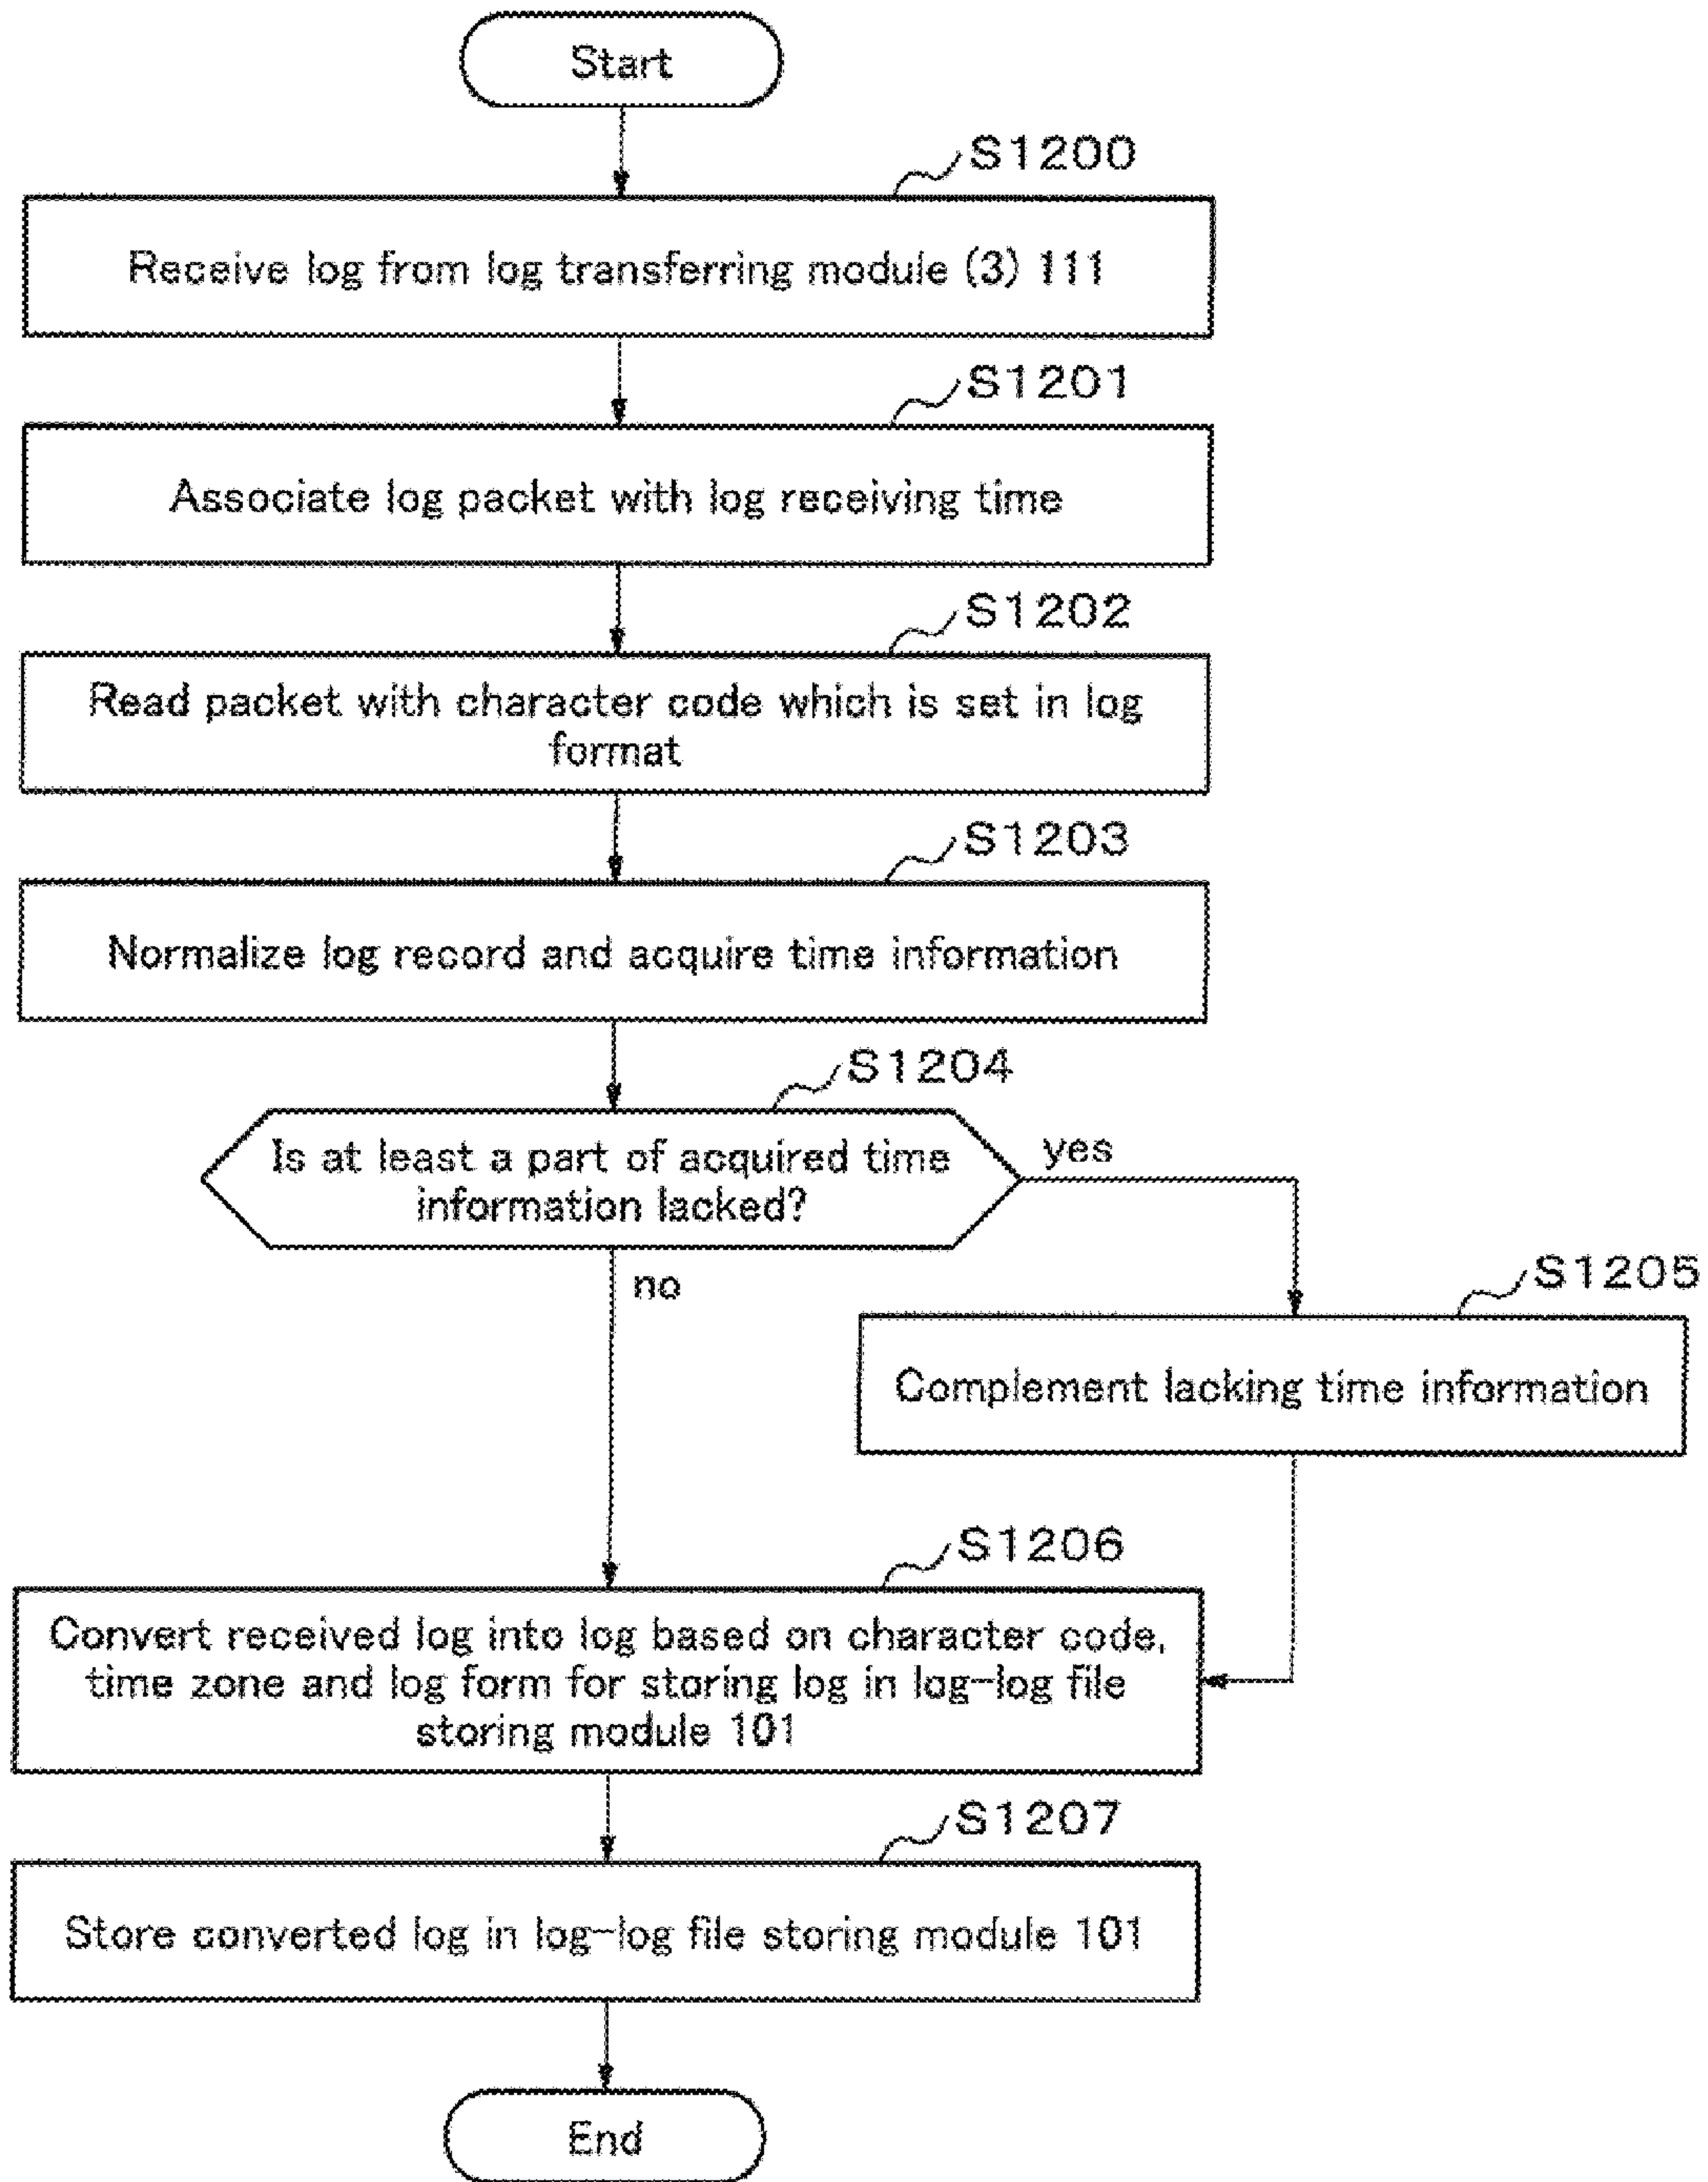 Start
S1200
Receive log from log transferring module (3) 111
S1201
Associate log packet with log receiving time
S1202
Read packet with character code which is set in log
format
S1203
Normalize log record and acquire time information
S1204
Is at least a part of acquired time
information lacked?
yes
no
S1205
Complement lacking time information
S1206
Convert received log into log based on character code,
time zone and log form for storing log in log-log file
storing module 101
S1207
Store converted log in log-log file storing module 101
End